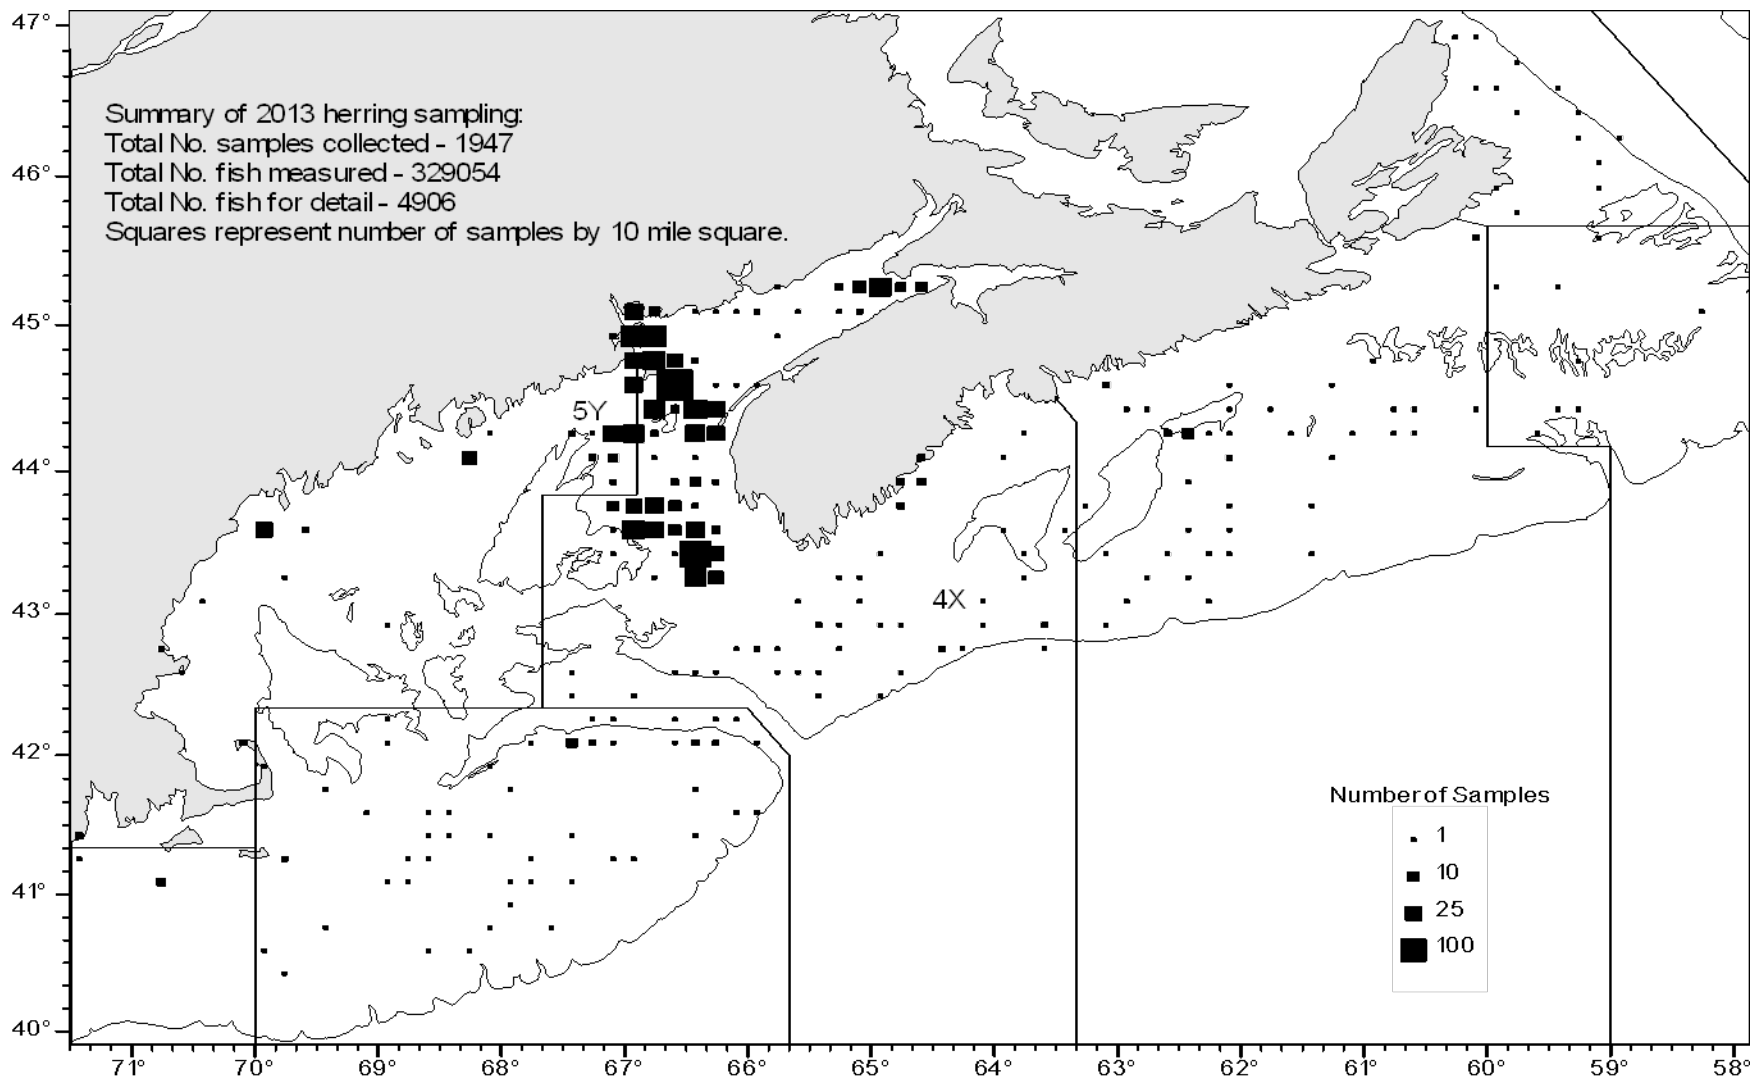 47°
Summary of 2013 herring sampling:
Total No. samples collected - 1947
Total No. fish measured - 329054
Total No. fish for detail - 4906
Squares represent number of samples by 10 mile square.
46°
45°
5Y
44°
43°
4X
42°
Number of Samples
1
10
25
100
41°
40°
71° 70° 69° 68° 67° 66° 65° 64° 63° 62° 61° 60° 59° 58°